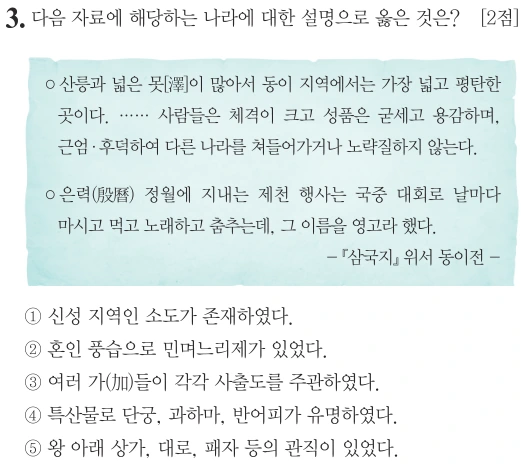 3. 다음 자료에 해당하는 나라에 대한 설명으로 옳은 것은? [2점]
○ 산릉과 넓은 못[澤]이 많아서 동이 지역에서는 가장 넓고 평탄한
곳이다. …… 사람들은 체격이 크고 성품은 굳세고 용감하며,
근엄·후덕하여 다른 나라를 쳐들어가거나 노략질하지 않는다.
○ 은력(殷曆) 정월에 지내는 제천 행사는 국중 대회로 날마다
마시고 먹고 노래하고 춤추는데, 그 이름을 영고라 했다.
- 『삼국지』 위서 동이전 -
① 신성 지역인 소도가 존재하였다.
② 혼인 풍습으로 민며느리제가 있었다.
③ 여러 가(加)들이 각각 사출도를 주관하였다.
④ 특산물로 단궁, 과하마, 반어피가 유명하였다.
⑤ 왕 아래 상가, 대로, 패자 등의 관직이 있었다.